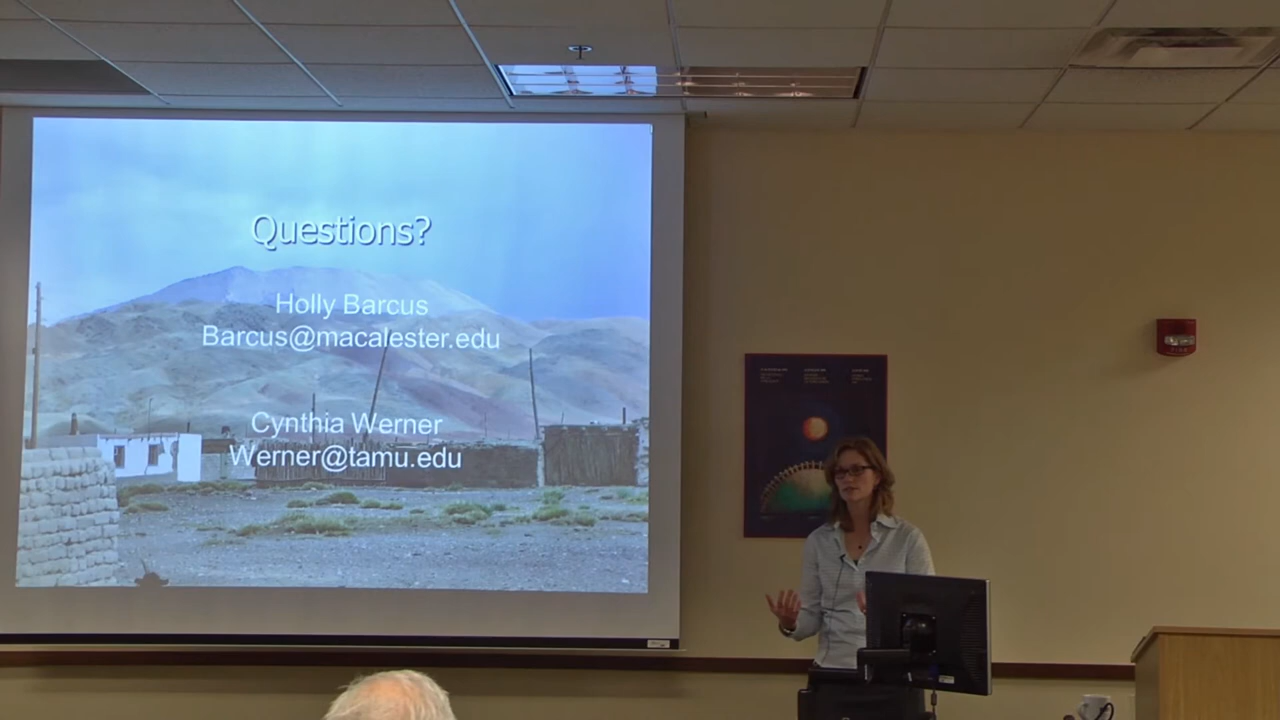 Questions?
Holly Barcus
Barcus@macalester.edu
Cynthia Werner
Werner@tamu.edu